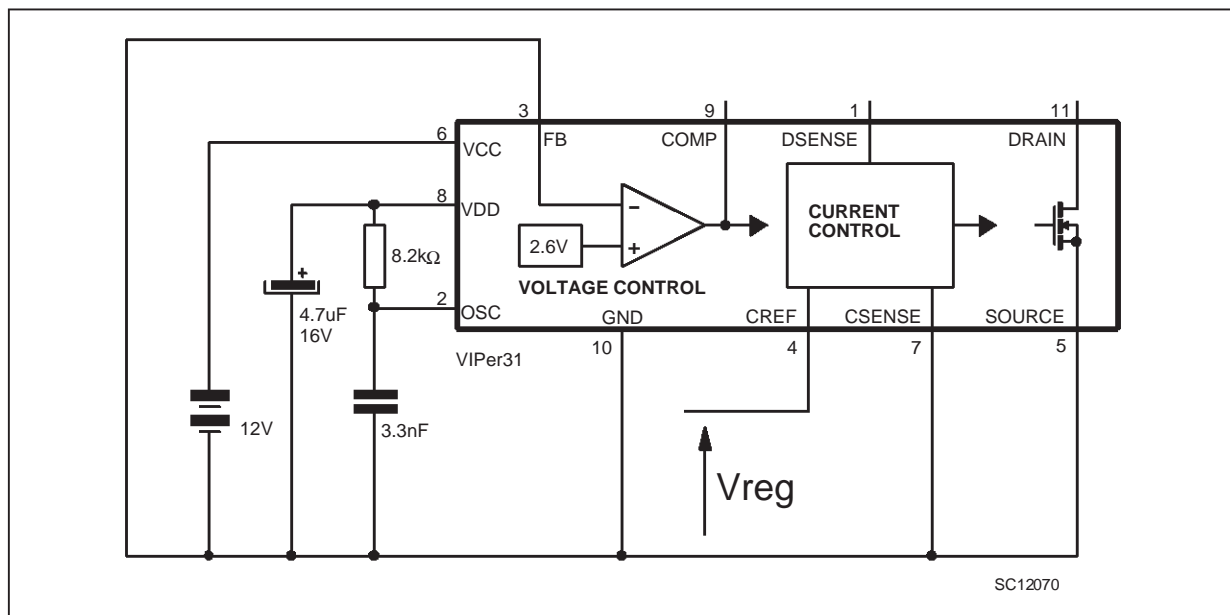 3 9 1 11
6 FB COMP DSENSE DRAIN
VCC
8
VDD
2.6V
- +
CURRENT
CONTROL
8.2kΩ
VOLTAGE CONTROL
+
4.7uF
16V
2
OSC
GND CREF CSENSE SOURCE
10 4 7 5
VIPer31
12V
3.3nF
Vreg
SC12070